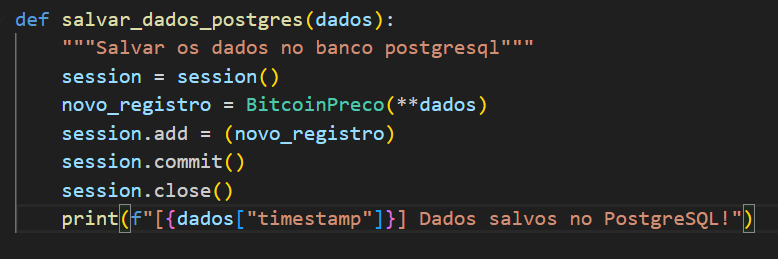 def salvar_dados_postgres(dados):
    """Salvar os dados no banco postgresql"""
    session = session()
    novo_registro = BitcoinPreco(**dados)
    session.add = (novo_registro)
    session.commit()
    session.close()
    print(f"[{dados["timestamp"]}] Dados salvos no PostgreSQL!")